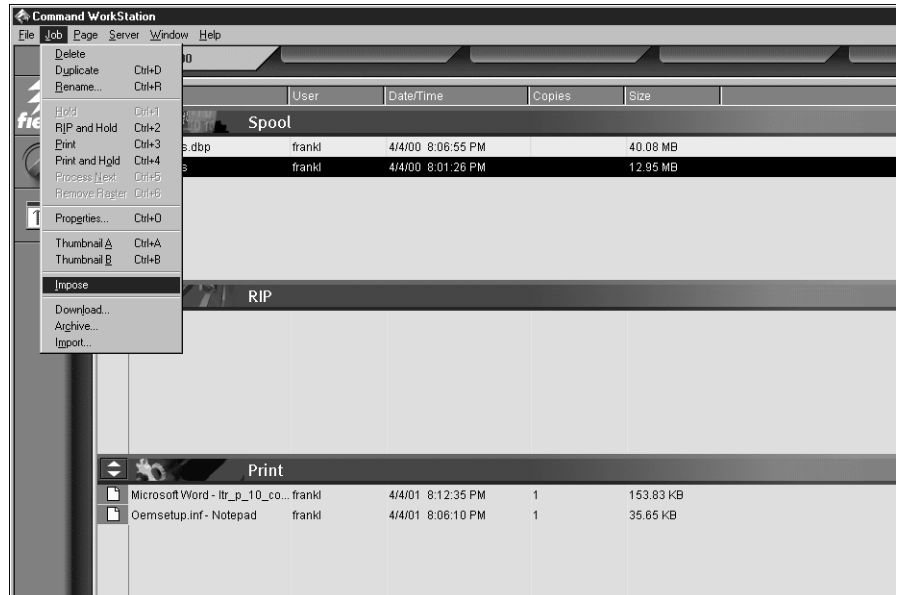 Command WorkStation
File Job Page Server Window Help
Delete
Duplicate Ctrl+D
Rename... Ctrl+R
Hold Ctrl+1
RIP and Hold Ctrl+2
Print Ctrl+3
Print and Hold Ctrl+4
Process Next Ctrl+5
Remove Raster Ctrl+6
Properties... Ctrl+O
Thumbnail A Ctrl+A
Thumbnail B Ctrl+B
Impose
Download...
Archive...
Import...
00
fie
User Date/Time Copies Size
Spool
s.dbp frankl 4/4/00 8:06:55 PM 40.08 MB
s frankl 4/4/00 8:01:26 PM 12.95 MB
RIP
Print
Microsoft Word - ltr_p_10_co... frankl 4/4/01 8:12:35 PM 1 153.83 KB
Oemsetup.inf - Notepad frankl 4/4/01 8:06:10 PM 1 35.65 KB